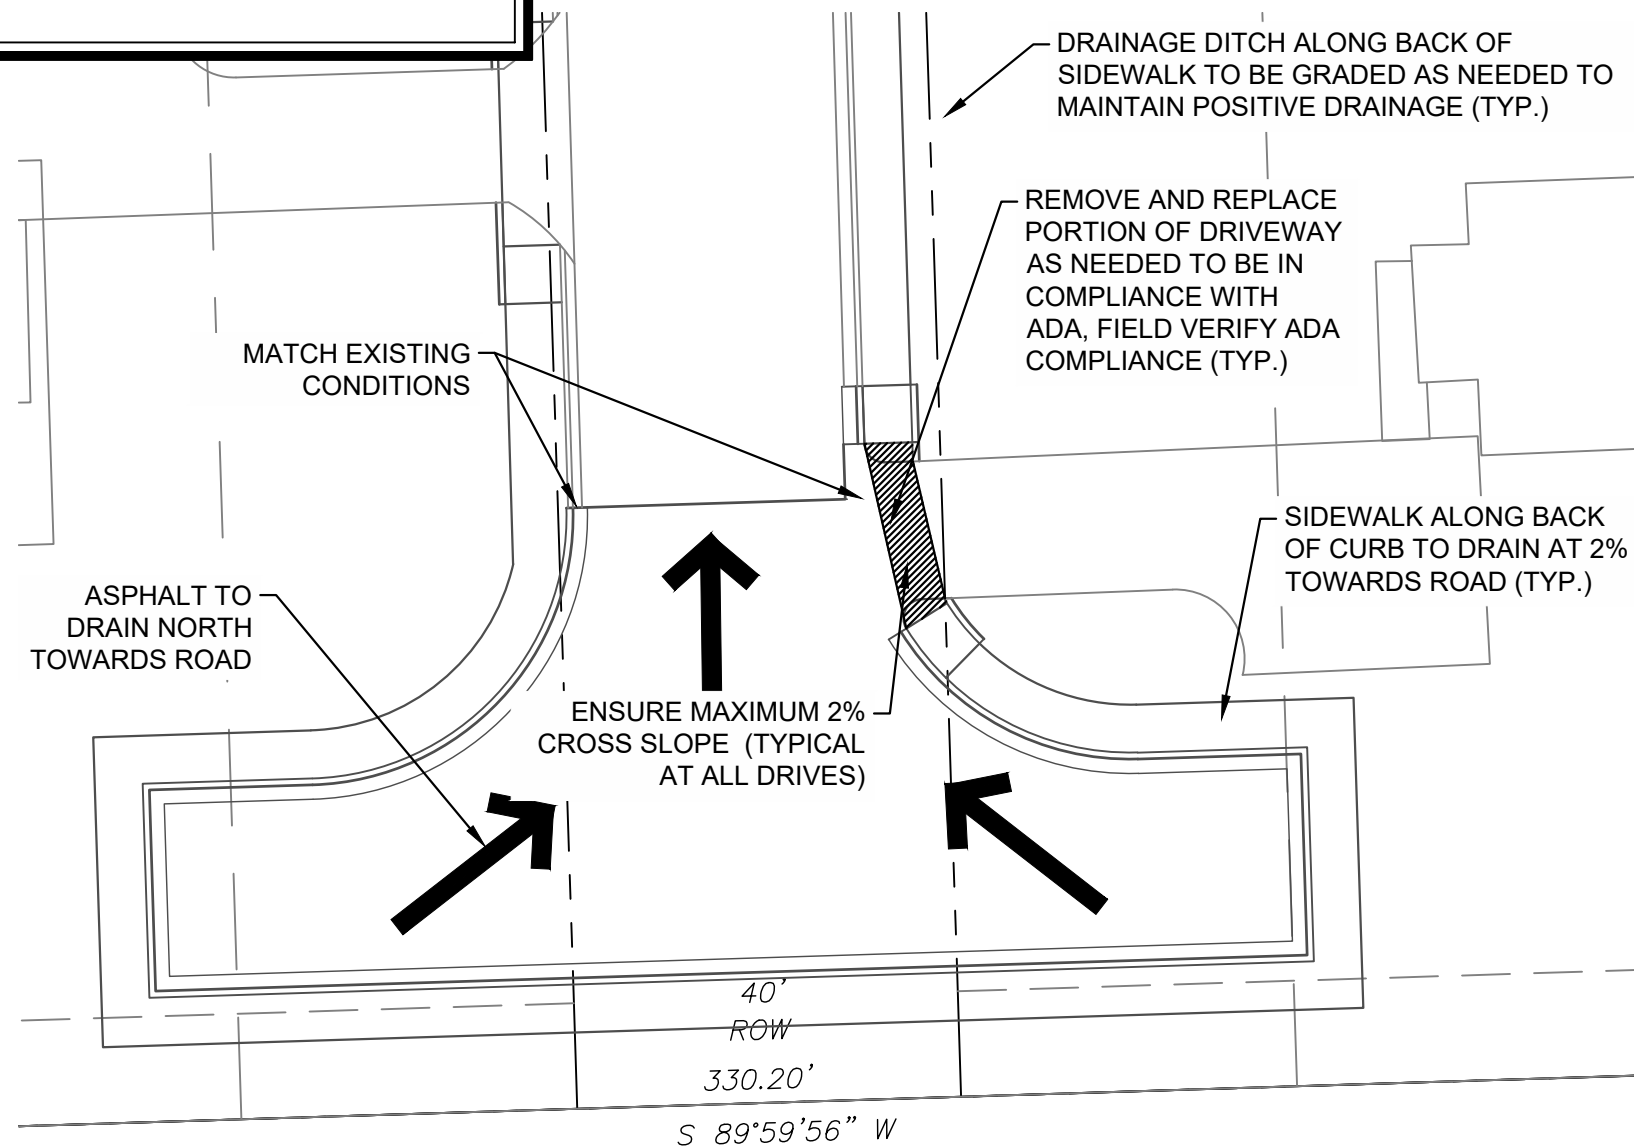 DRAINAGE DITCH ALONG BACK OF
SIDEWALK TO BE GRADED AS NEEDED TO
MAINTAIN POSITIVE DRAINAGE (TYP.)
REMOVE AND REPLACE
PORTION OF DRIVEWAY
AS NEEDED TO BE IN
COMPLIANCE WITH
ADA, FIELD VERIFY ADA
COMPLIANCE (TYP.)
MATCH EXISTING
CONDITIONS
SIDEWALK ALONG BACK
OF CURB TO DRAIN AT 2%
TOWARDS ROAD (TYP.)
ASPHALT TO
DRAIN NORTH
TOWARDS ROAD
ENSURE MAXIMUM 2%
CROSS SLOPE (TYPICAL
AT ALL DRIVES)
40'
ROW
330.20'
S 89°59'56" W